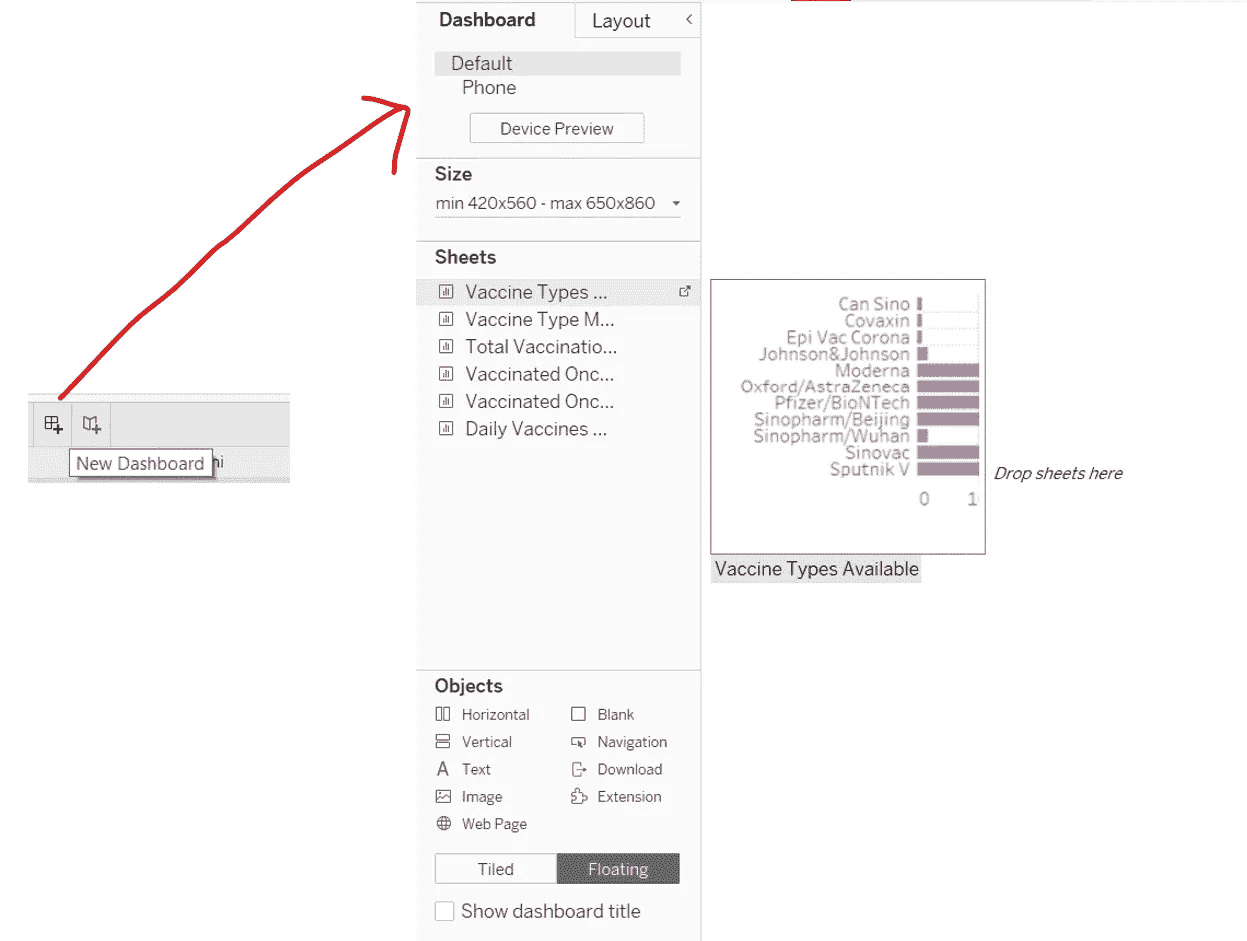 Dashboard
Layout
Default
Phone
Device Preview
Size
min 420x560 - max 650x860
Sheets
Vaccine Types ...
Vaccine Type M...
Total Vaccinatio...
Vaccinated Onc...
Vaccinated Onc...
Daily Vaccines ...
New Dashboard
hi
Can Sino
Covaxin
Epi Vac Corona
Johnson&Johnson
Moderna
Oxford/AstraZeneca
Pfizer/BioNTech
Sinopharm/Beijing
Sinopharm/Wuhan
Sinovac
Sputnik V
0 1
Vaccine Types Available
Drop sheets here
Objects
Horizontal
Blank
Vertical
Navigation
Text
Download
Image
Extension
Web Page
Tiled
Floating
Show dashboard title